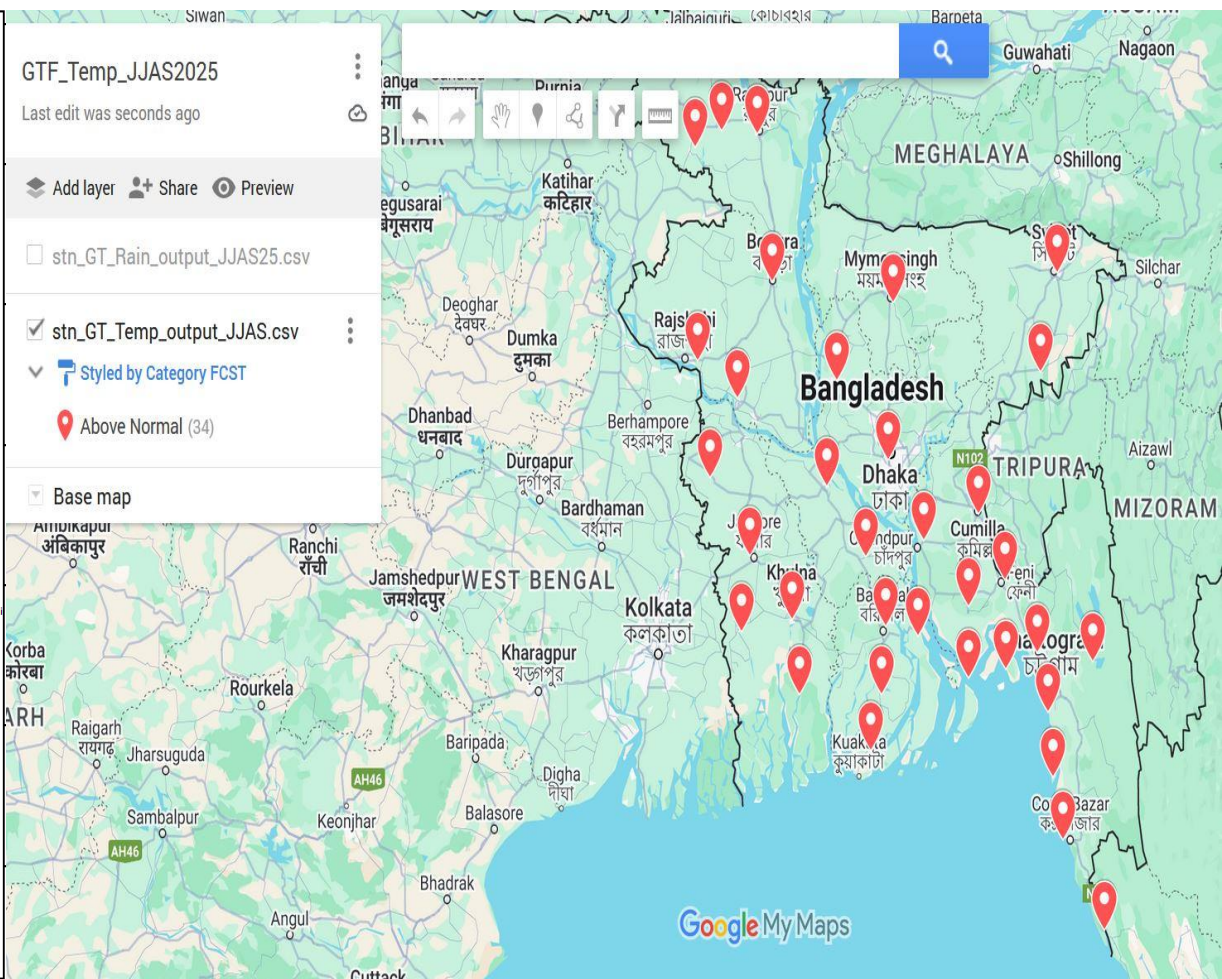 GTF_Temp_JJAS2025
Last edit was seconds ago
Add layer
Share
Preview
stn_GT_Rain_output_JJAS25.csv
stn_GT_Temp_output_JJAS.csv
Styled by Category FCST
Above Normal (34)
Base map
Siwan
Jalpaiguri
কোচবিহার
Barpeta
Guwahati
Nagaon
Purnia
MEGHALAYA
Shillong
Katihar
कटिहार
egusarai
बेगूसराय
Silchar
Deoghar
देवघर
Dumka
दुमका
Bangladesh
Dhanbad
धनबाद
Berhampore
বহরমপুর
Aizawl
Durgapur
দুর্গাপুর
N102
TRIPURA
Dhaka
ঢাকা
MIZORAM
Bardhaman
বর্ধমান
Cumilla
Ambikapur
अंबिकापुर
Ranchi
राँची
চাঁদপুর
Jamshedpur
जमशेदपुर
WEST BENGAL
Khulna
ফেনী
Kolkata
কলকাতা
Korba
कोरबा
Kharagpur
খড়্গপুর
Rourkela
ARH
Raigarh
रायगढ़
Jharsuguda
Baripada
কুয়াকাটা
AH46
Digha
দীঘা
Sambalpur
Keonjhar
Balasore
AH46
Bhadrak
Angul
Google My Maps
Cuttack